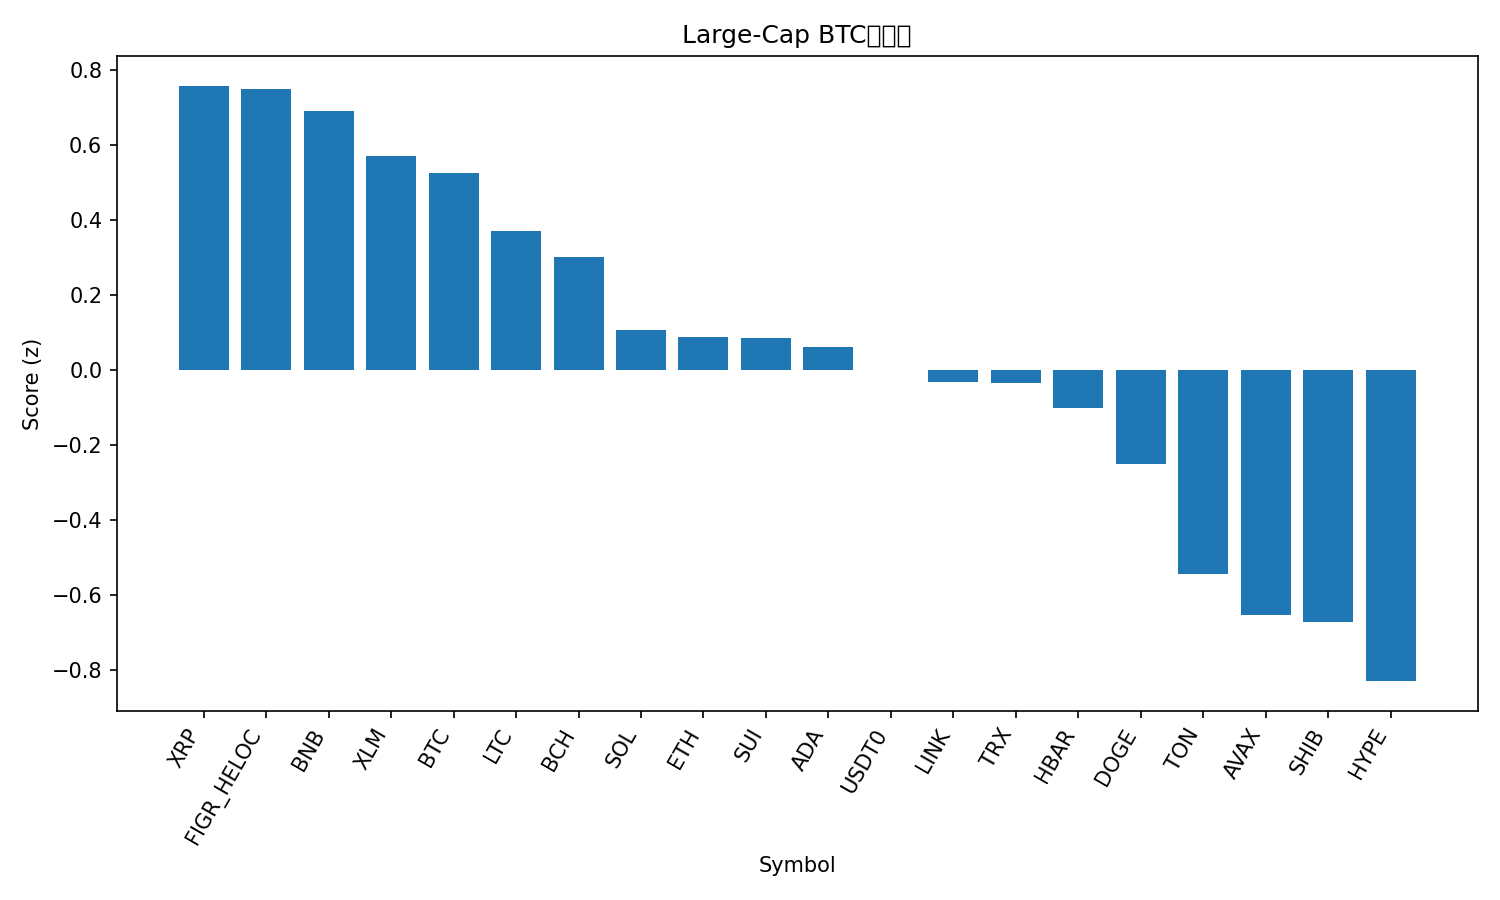 Large-Cap BTC
Score (z)
0.8
0.6
0.4
0.2
0.0
−0.2
−0.4
−0.6
−0.8
XRP
FIGR_HELOC
BNB
XLM
BTC
LTC
BCH
SOL
ETH
SUI
ADA
USDT0
LINK
TRX
HBAR
DOGE
TON
AVAX
SHIB
HYPE
Symbol